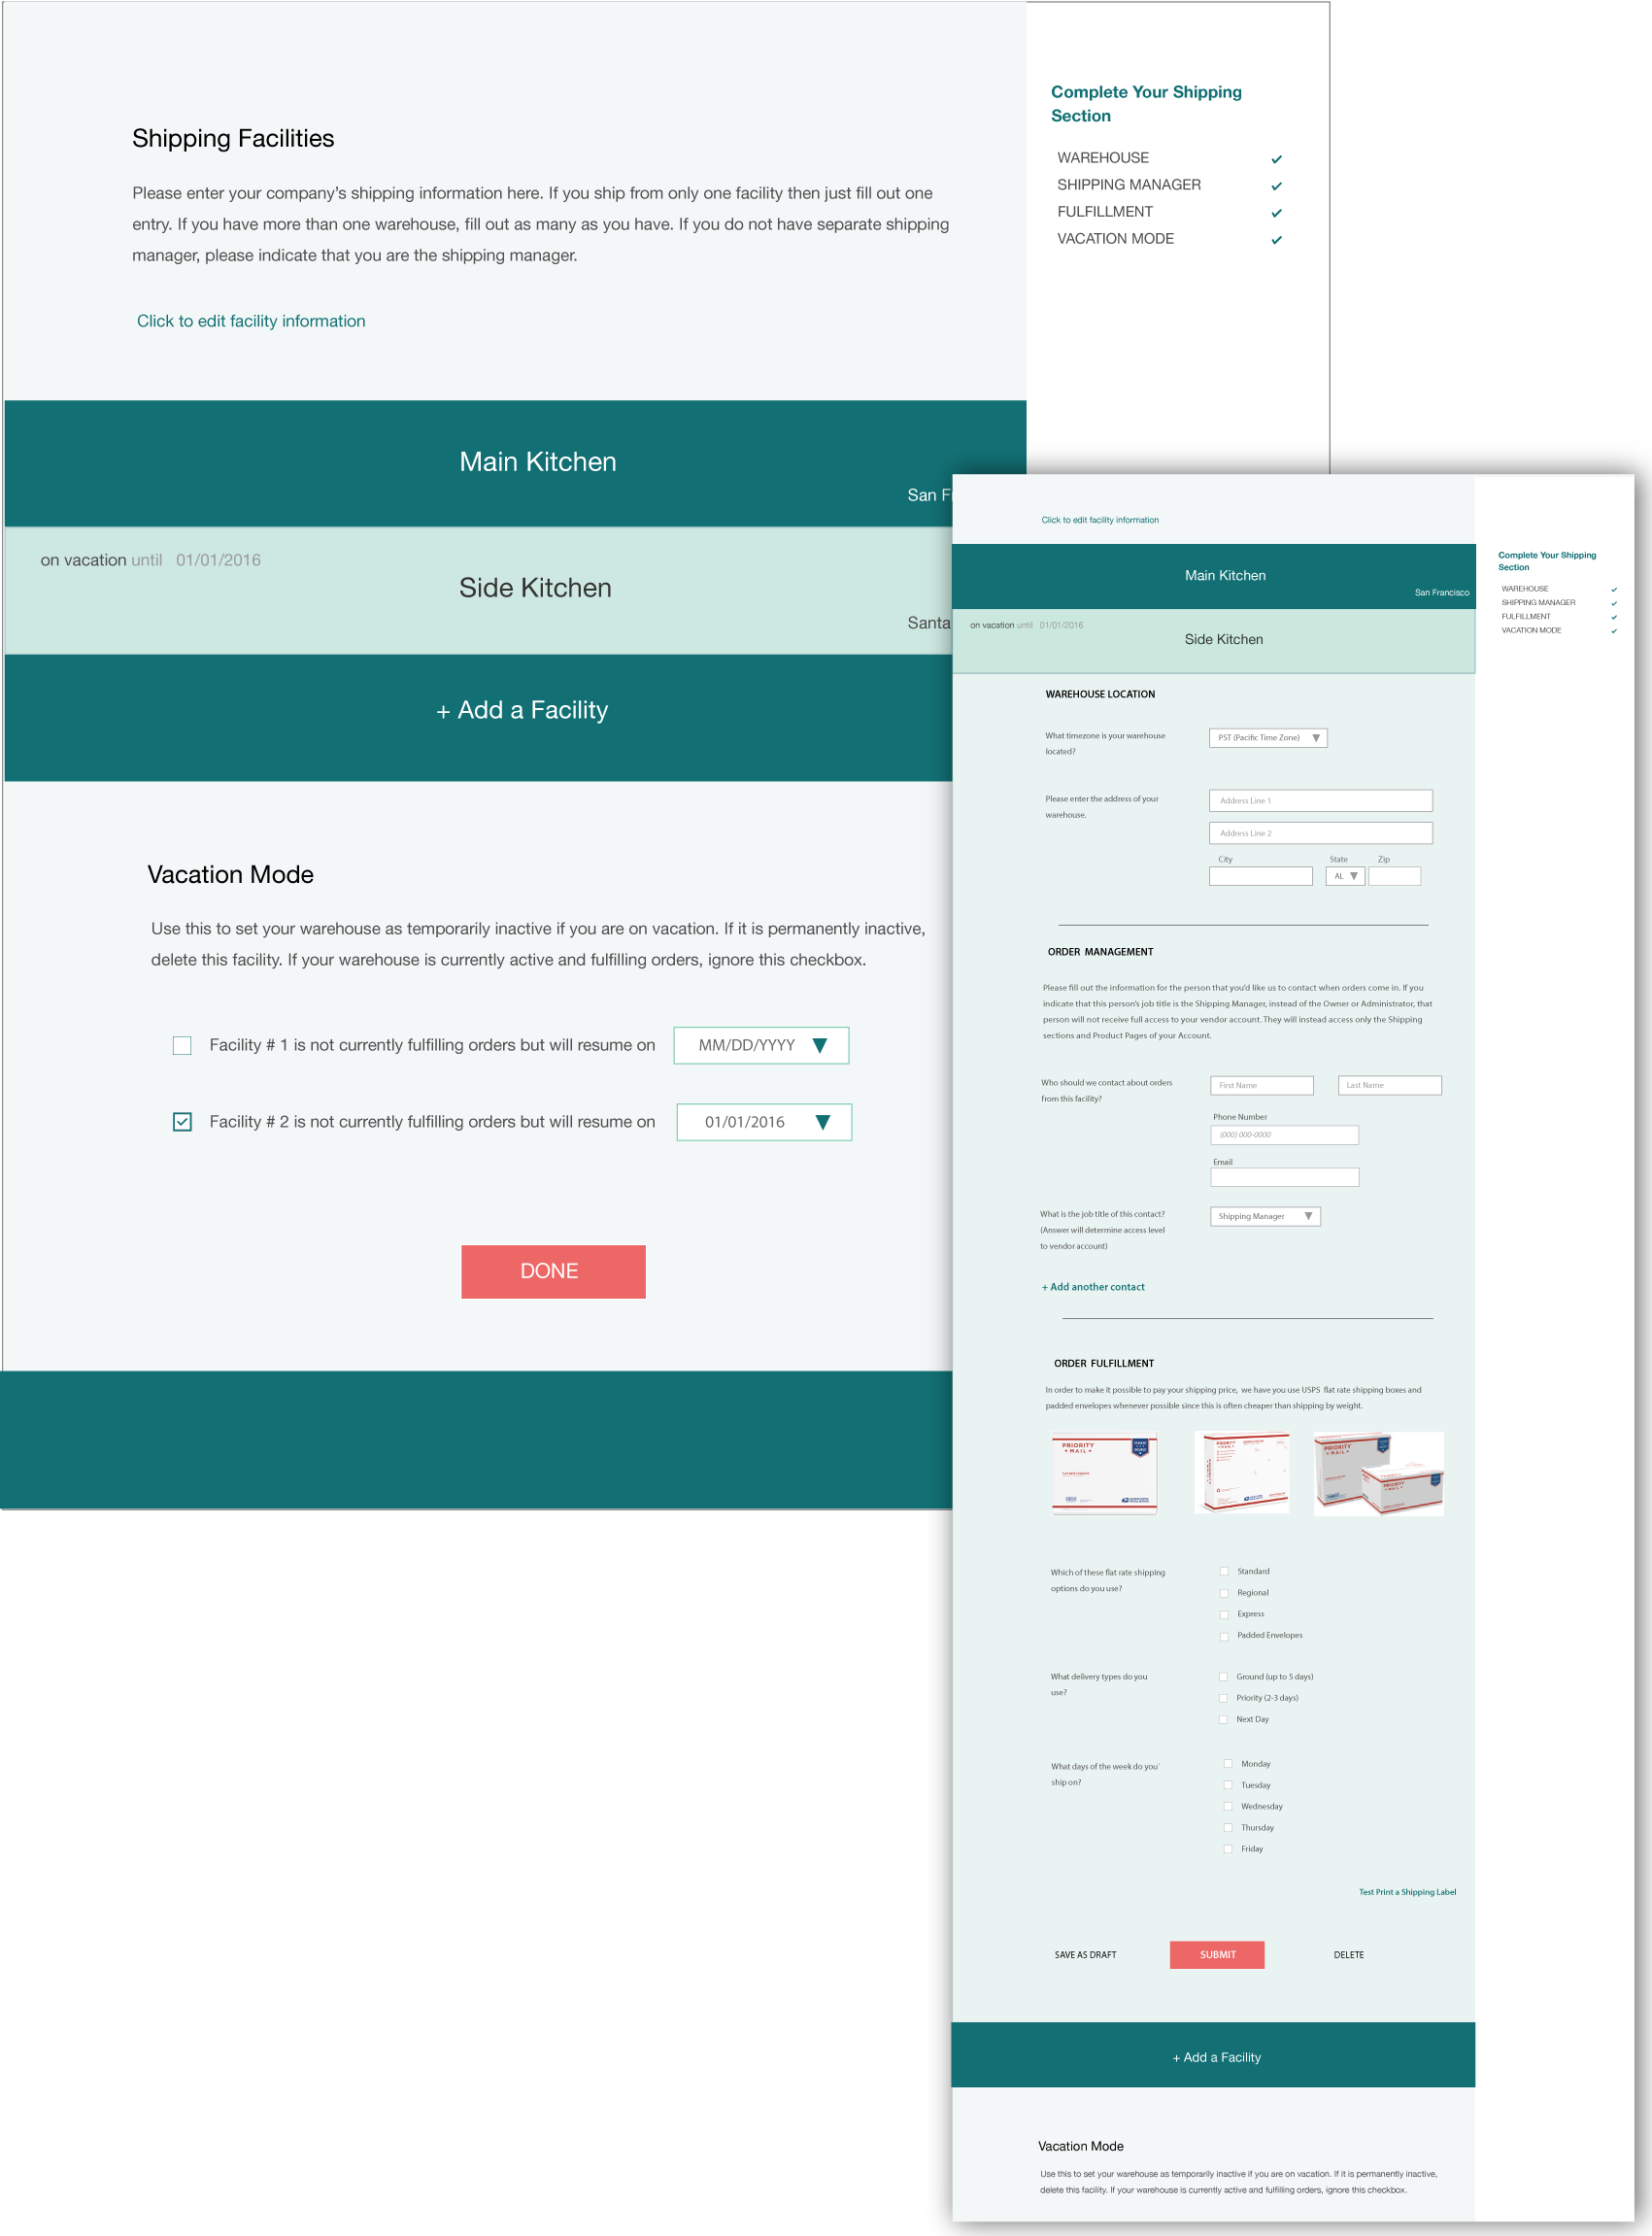 Shipping Facilities
Please enter your company's shipping information here. If you ship from only one facility then just fill out one
entry. If you have more than one warehouse, fill out as many as you have. If you do not have separate shipping
manager, please indicate that you are the shipping manager.
Click to edit facility information
Complete Your Shipping
Section
WAREHOUSE
SHIPPING MANAGER
FULFILLMENT
VACATION MODE
Main Kitchen
San F
on vacation until 01/01/2016
Side Kitchen
Santa
+ Add a Facility
Vacation Mode
Use this to set your warehouse as temporarily inactive if you are on vacation. If it is permanently inactive,
delete this facility. If your warehouse is currently active and fulfilling orders, ignore this checkbox.
Facility # 1 is not currently fulfilling orders but will resume on MM/DD/YYYY
Facility # 2 is not currently fulfilling orders but will resume on 01/01/2016
DONE
Click to edit facility information
Main Kitchen
San Francisco
on vacation until 01/01/2016
Side Kitchen
Complete Your Shipping
Section
WAREHOUSE
SHIPPING MANAGER
FULFILLMENT
VACATION MODE
WAREHOUSE LOCATION
What timezone is your warehouse
located?
PST (Pacific Time Zone)
Please enter the address of your
warehouse.
Address Line 1
Address Line 2
City State Zip
AL
ORDER MANAGEMENT
Please fill out the information for the person that you'd like us to contact when orders come in. If you
indicate that this person's job title is the Shipping Manager, instead of the Owner or Administrator, that
person will not receive full access to your vendor account. They will instead access only the Shipping
sections and Product Pages of your Account.
Who should we contact about orders
from this facility?
First Name Last Name
Phone Number
(000) 000-0000
Email
What is the job title of this contact?
(Answer will determine access level
to vendor account)
Shipping Manager
+ Add another contact
ORDER FULFILLMENT
In order to make it possible to pay your shipping price, we have you use USPS flat rate shipping boxes and
padded envelopes whenever possible since this is often cheaper than shipping by weight.
PRIORITY
MAIL
PRIORITY
MAIL
PRIORITY
MAIL
PRIORITY
MAIL
Which of these flat rate shipping
options do you use?
Standard
Regional
Express
Padded Envelopes
What delivery types do you
use?
Ground (up to 5 days)
Priority (2-3 days)
Next Day
What days of the week do you'
ship on?
Monday
Tuesday
Wednesday
Thursday
Friday
Test Print a Shipping Label
SAVE AS DRAFT SUBMIT DELETE
+ Add a Facility
Vacation Mode
Use this to set your warehouse as temporarily inactive if you are on vacation. If it is permanently inactive,
delete this facility. If your warehouse is currently active and fulfilling orders, ignore this checkbox.